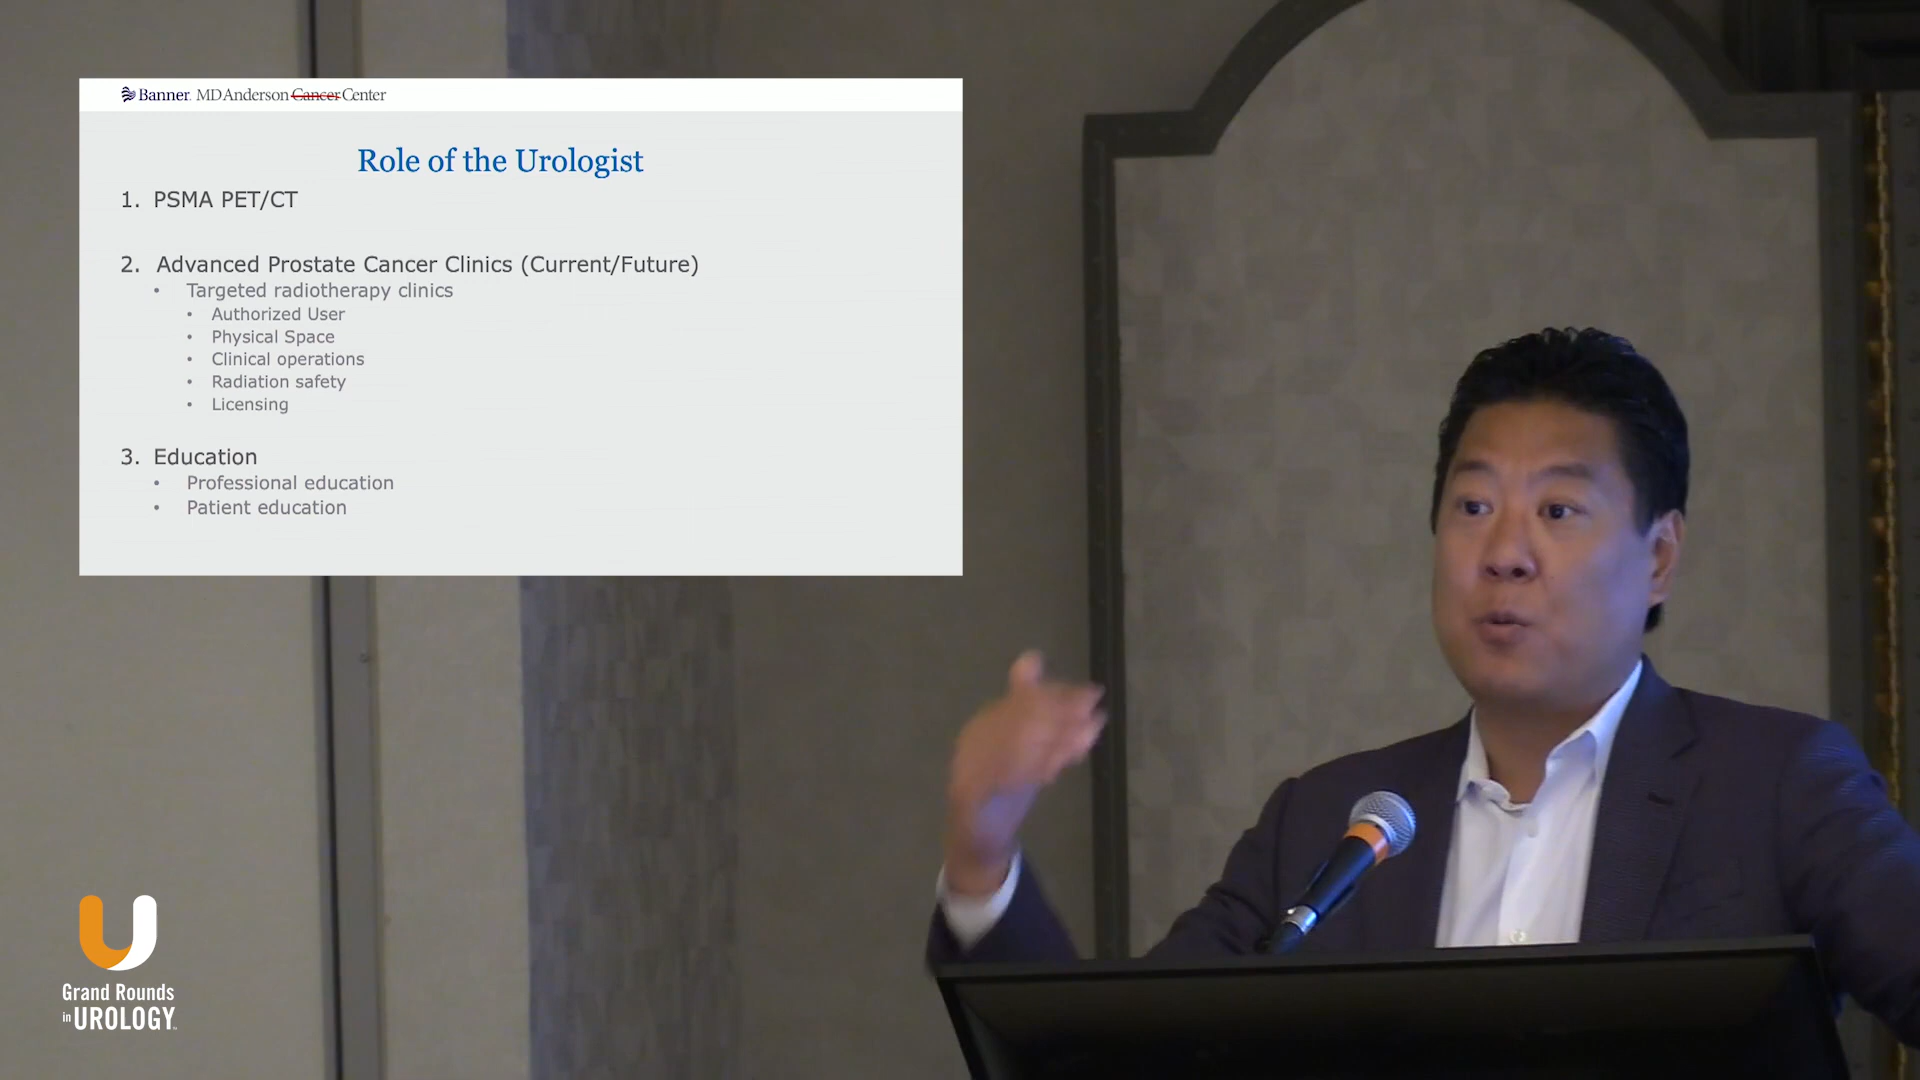 Banner MD Anderson Cancer Center
Role of the Urologist
1. PSMA PET/CT
2. Advanced Prostate Cancer Clinics (Current/Future)
• Targeted radiotherapy clinics
• Authorized User
• Physical Space
• Clinical operations
• Radiation safety
• Licensing
3. Education
• Professional education
• Patient education
Grand Rounds
in UROLOGY